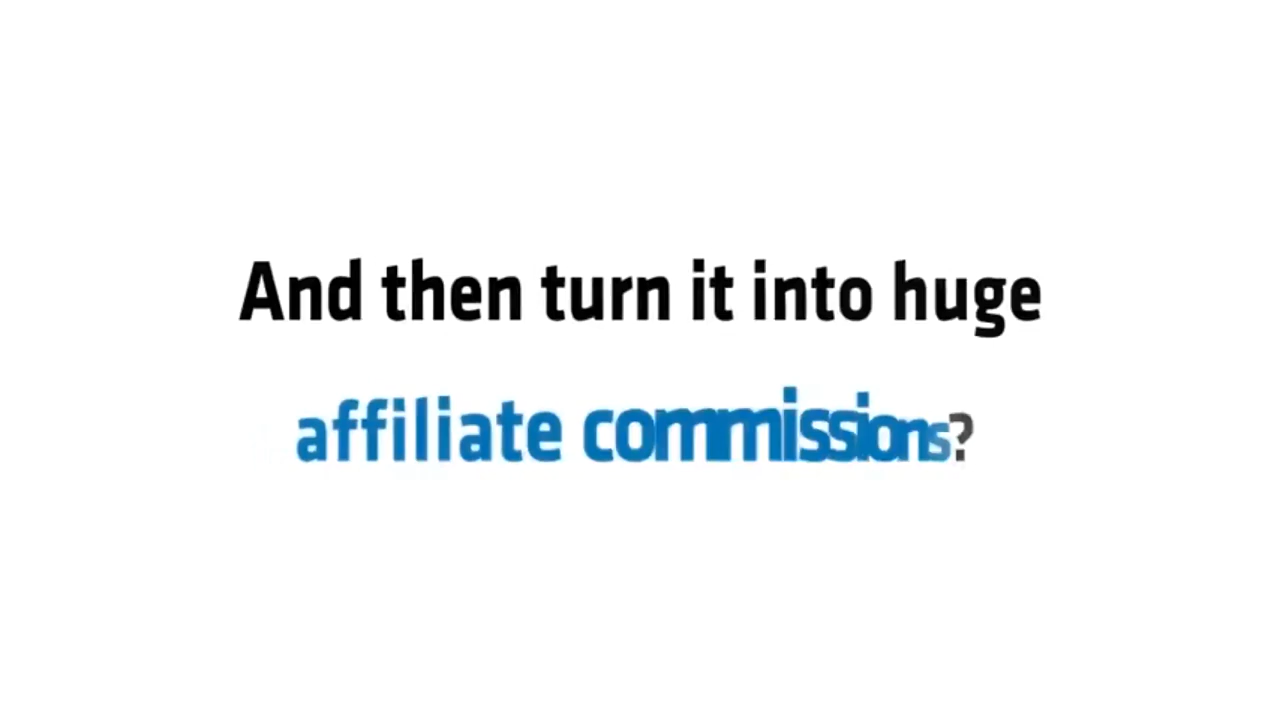 And then turn it into huge
affiliate commissions?